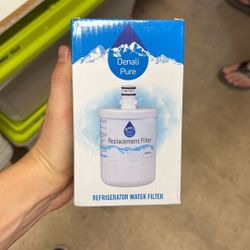 Denali
Pure
Replacement Filter
REFRIGERATOR WATER FILTER